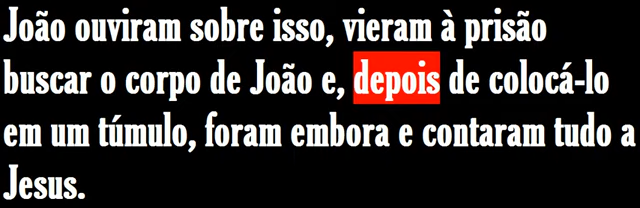 João ouviram sobre isso, vieram à prisão
buscar o corpo de João e, depois de colocá-lo
em um túmulo, foram embora e contaram tudo a
Jesus.